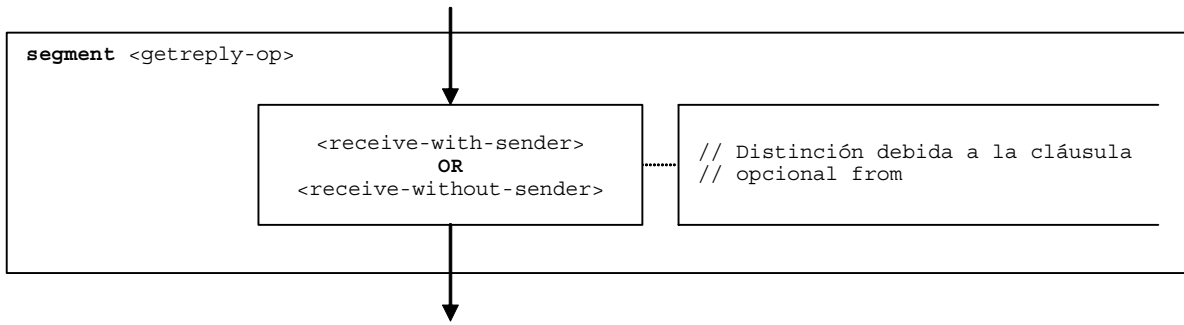 segment <getreply-op>
<receive-with-sender>
OR
<receive-without-sender>
// Distinción debida a la cláusula
// opcional from